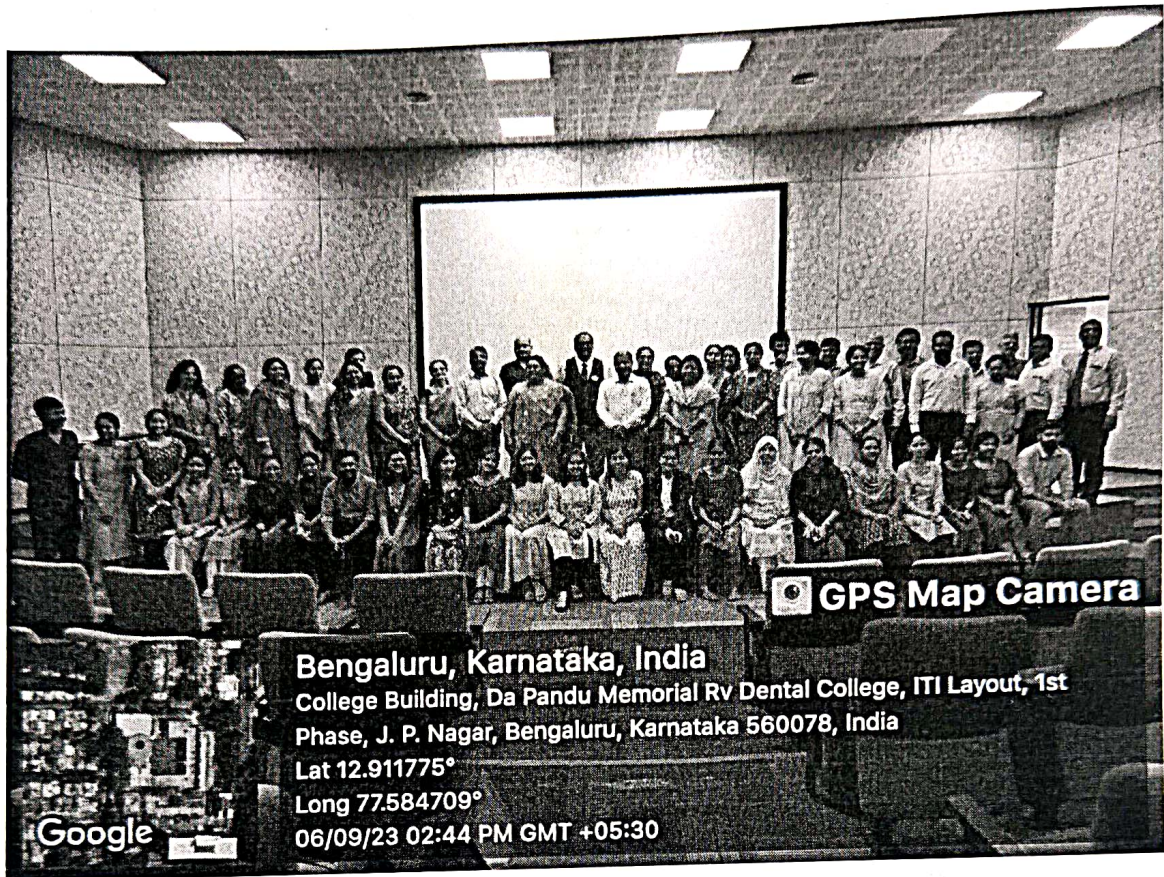 GPS Map Camera
Bengaluru, Karnataka, India
College Building, Da Pandu Memorial Rv Dental College, ITI Layout, 1st
Phase, J. P. Nagar, Bengaluru, Karnataka 560078, India
Lat 12.911775°
Long 77.584709°
06/09/23 02:44 PM GMT +05:30
Google